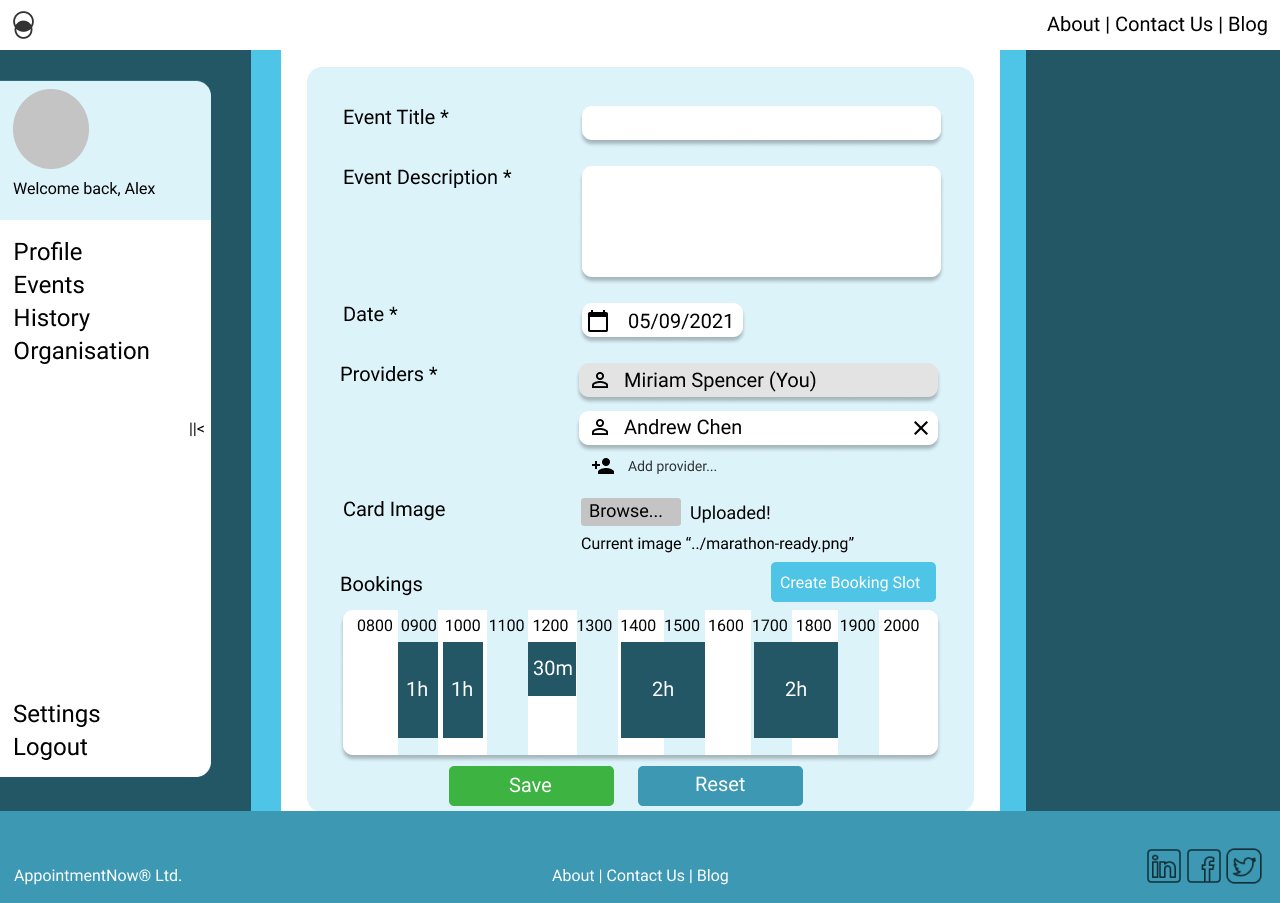 About | Contact Us | Blog
Welcome back, Alex
Profile
Events
History
Organisation
||<
Settings
Logout
Event Title *
Event Description *
Date *
05/09/2021
Providers *
Miriam Spencer (You)
Andrew Chen
Add provider...
Card Image
Browse... Uploaded!
Current image “../marathon-ready.png”
Bookings
Create Booking Slot
0800 0900 1000 1100 1200 1300 1400 1500 1600 1700 1800 1900 2000
1h 1h 30m 2h 2h
Save Reset
AppointmentNow® Ltd.
About | Contact Us | Blog
in f